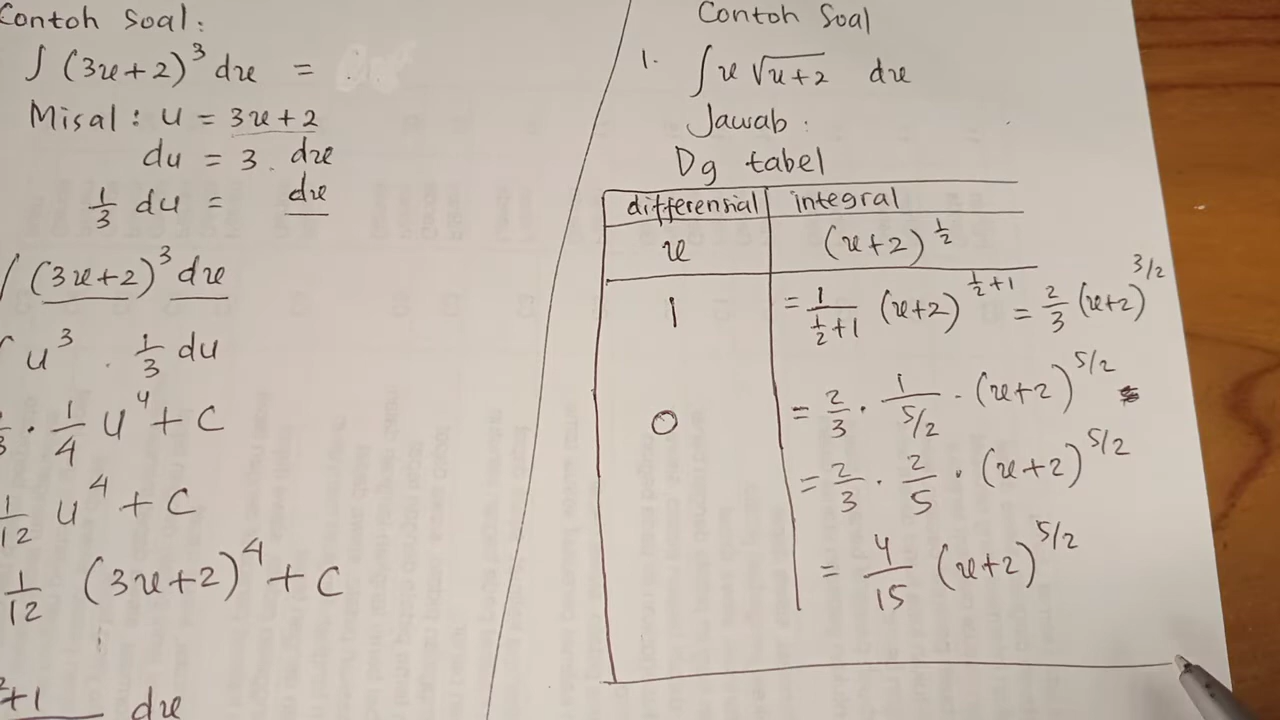 Contoh Soal:
∫ (3x+2)³ dx =
Misal: u = 3x+2
du = 3 . dx
1/3 du = dx
∫ (3x+2)³ dx
∫ u³ . 1/3 du
1/3 . 1/4 u⁴ + C
1/12 u⁴ + C
1/12 (3x+2)⁴ + C
²+1 dx
Contoh Soal
1. ∫ x √(x+2) dx
Jawab :
Dg tabel
differensial integral
x (x+2)^(1/2)
1 = 1/(1/2+1) (x+2)^(1/2+1) = 2/3 (x+2)^(3/2)
0 = 2/3 . 1/(5/2) . (x+2)^(5/2)
= 2/3 . 2/5 . (x+2)^(5/2)
= 4/15 (x+2)^(5/2)